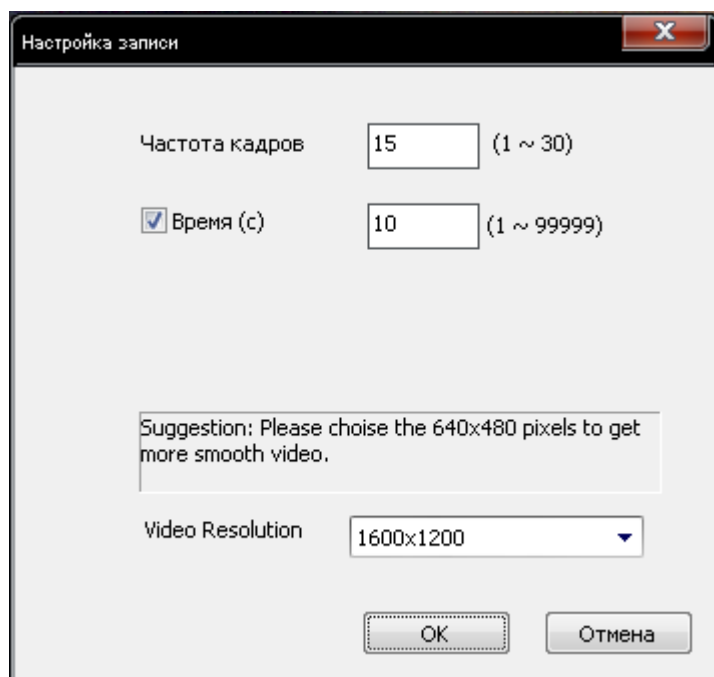 Настройка записи
Частота кадров 15 (1 ~ 30)
Время (с) 10 (1 ~ 99999)
Suggestion: Please choise the 640x480 pixels to get
more smooth video.
Video Resolution 1600x1200
OK Отмена